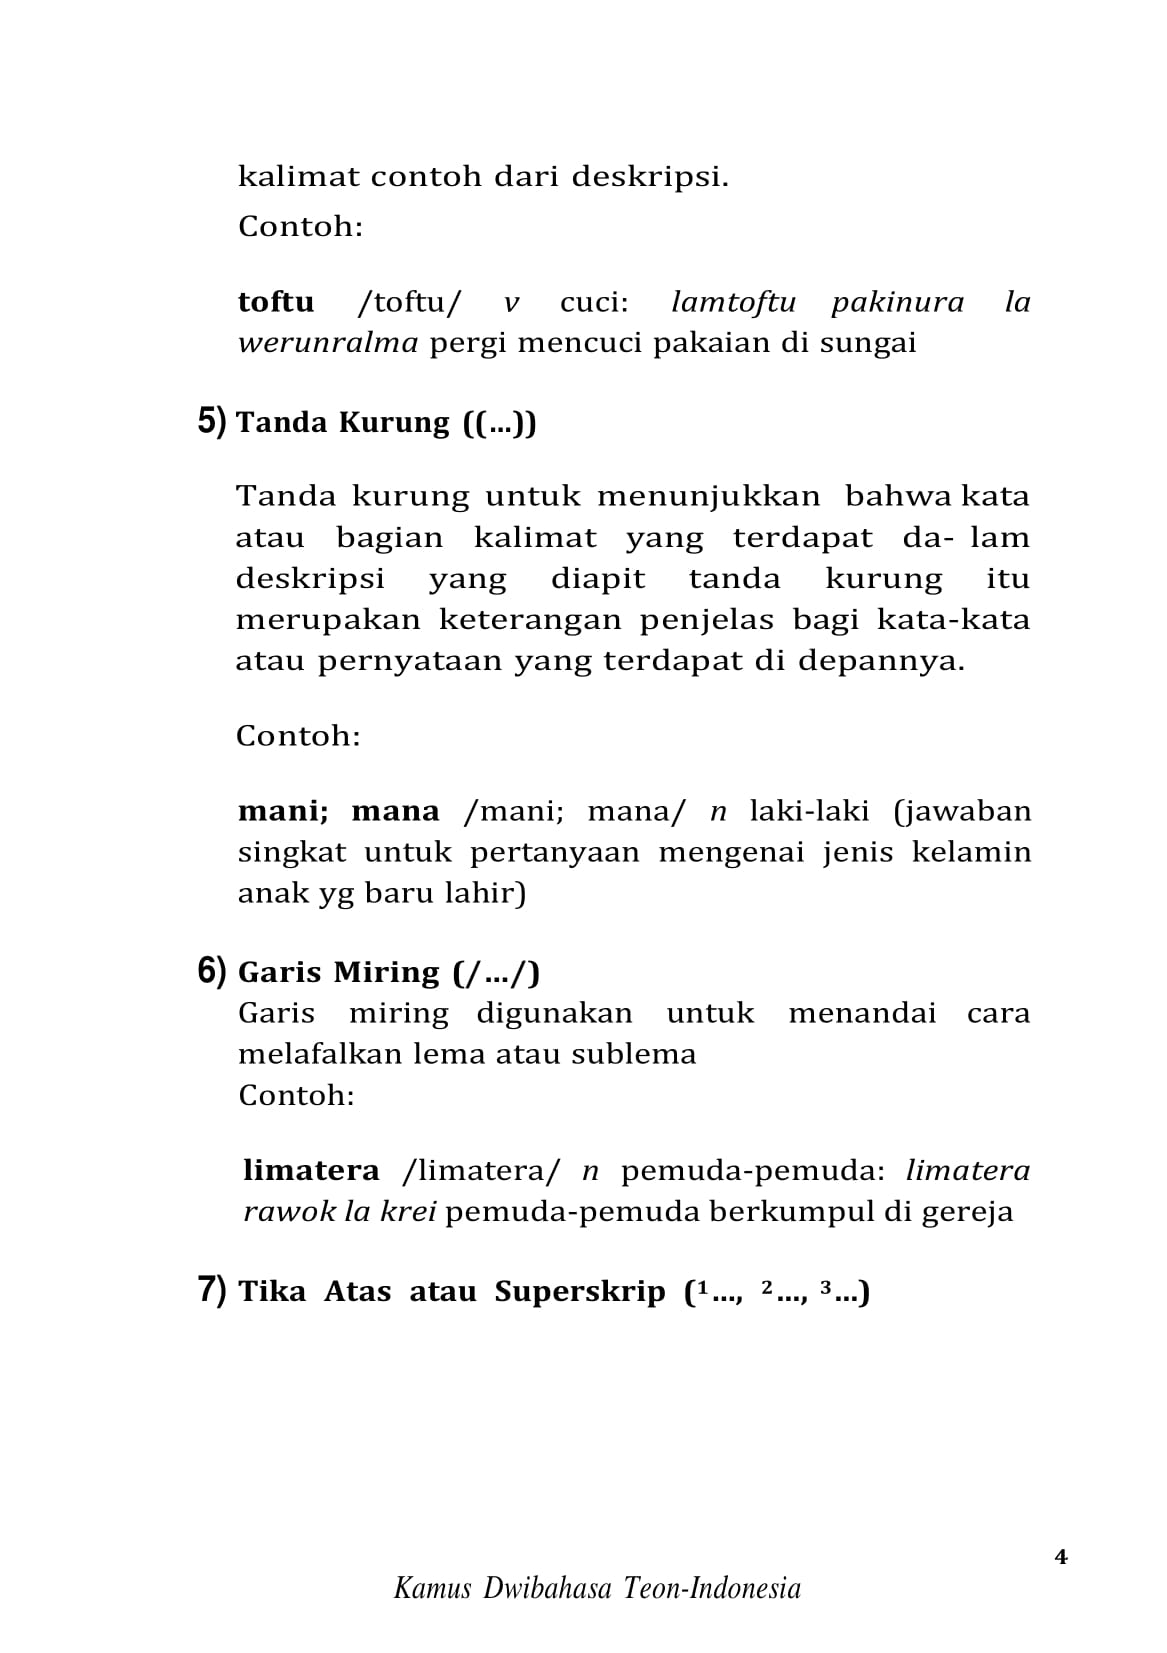 kalimat contoh dari deskripsi.
Contoh:
toftu /toftu/ v cuci: lamtoftu pakinura la
werunralma pergi mencuci pakaian di sungai
5) Tanda Kurung ((...))
Tanda kurung untuk menunjukkan bahwa kata
atau bagian kalimat yang terdapat da- lam
deskripsi yang diapit tanda kurung itu
merupakan keterangan penjelas bagi kata-kata
atau pernyataan yang terdapat di depannya.
Contoh:
mani; mana /mani; mana/ n laki-laki (jawaban
singkat untuk pertanyaan mengenai jenis kelamin
anak yg baru lahir)
6) Garis Miring (/.../)
Garis miring digunakan untuk menandai cara
melafalkan lema atau sublema
Contoh:
limatera /limatera/ n pemuda-pemuda: limatera
rawok la krei pemuda-pemuda berkumpul di gereja
7) Tika Atas atau Superskrip (¹..., ²..., ³...)
4
Kamus Dwibahasa Teon-Indonesia